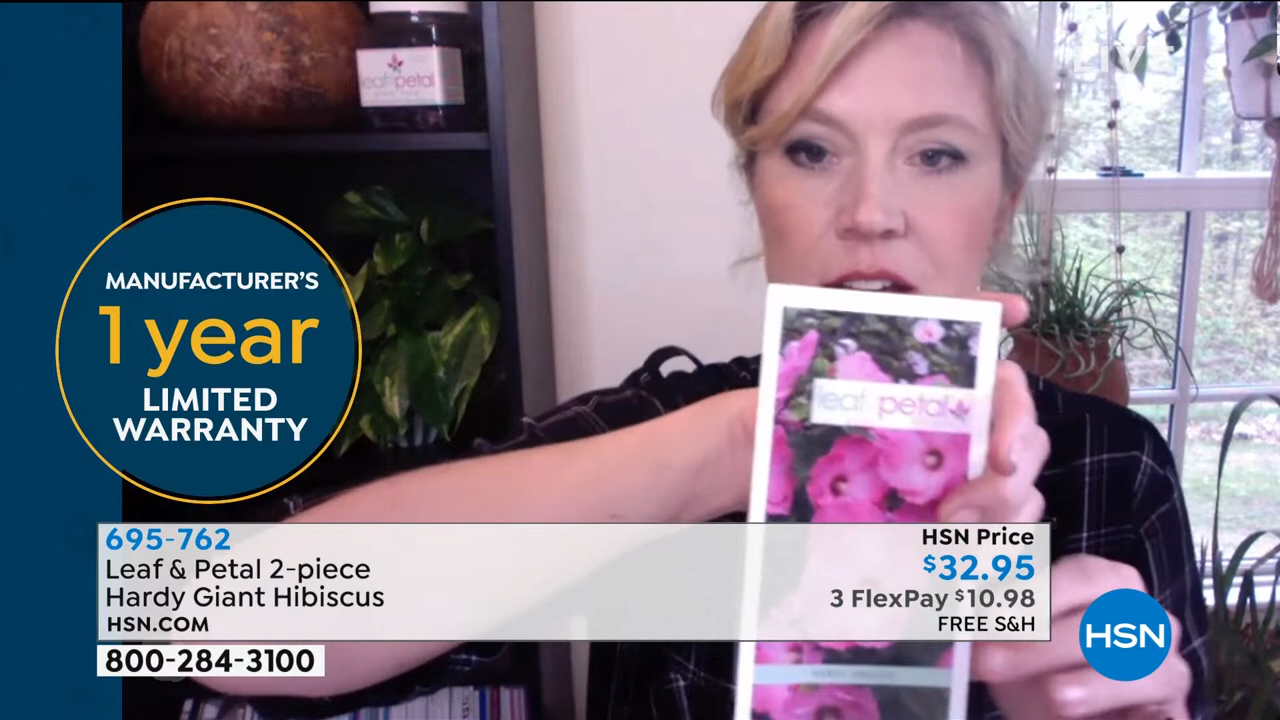 LIVE
leaf petal
MANUFACTURER'S
1 year
LIMITED
WARRANTY
leaf petal
695-762
Leaf & Petal 2-piece
Hardy Giant Hibiscus
HSN.COM
800-284-3100
HSN Price
$32.95
3 FlexPay $10.98
FREE S&H
HSN